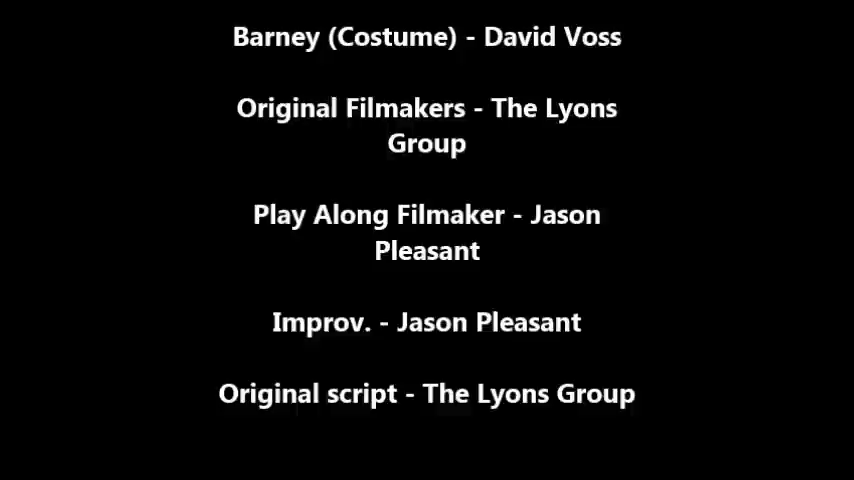 Barney (Costume) - David Voss
Original Filmakers - The Lyons
Group
Play Along Filmaker - Jason
Pleasant
Improv. - Jason Pleasant
Original script - The Lyons Group